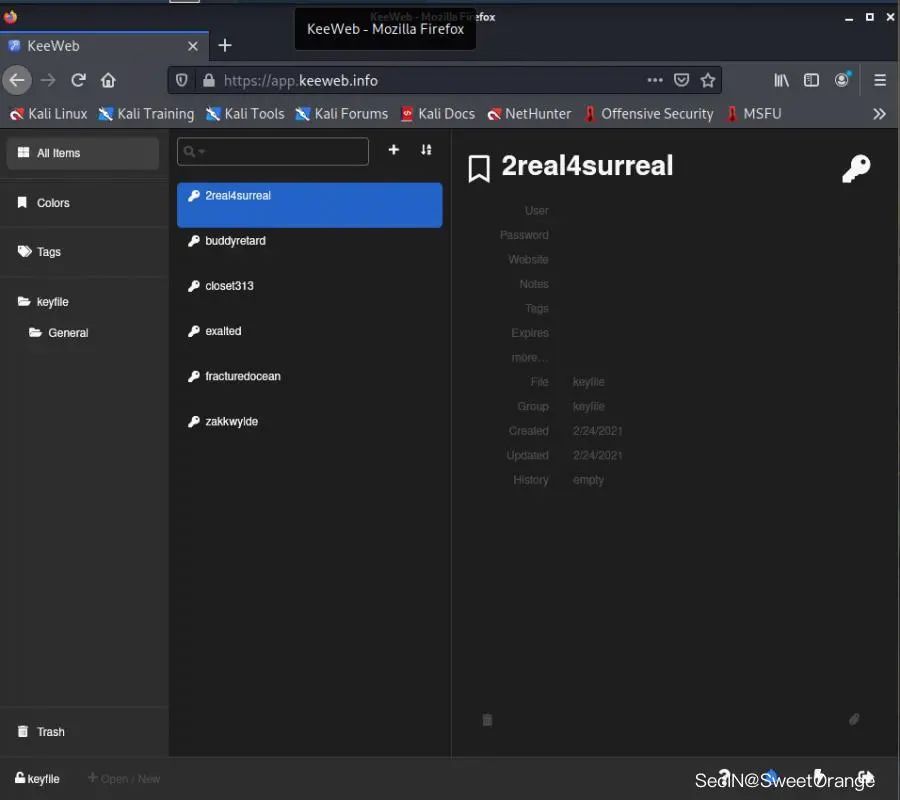 KeeWeb - Mozilla Firefox
KeeWeb - Mozilla Firefox
KeeWeb
https://app.keeweb.info
Kali Linux Kali Training Kali Tools Kali Forums Kali Docs NetHunter Offensive Security MSFU
All Items
Colors
Tags
keyfile
General
Trash
2real4surreal
buddyretard
closet313
exalted
fracturedocean
zakkwylde
2real4surreal
User
Password
Website
Notes
Tags
Expires
more...
File keyfile
Group keyfile
Created 2/24/2021
Updated 2/24/2021
History empty
keyfile + Open / New
SedIN@SweetOrange